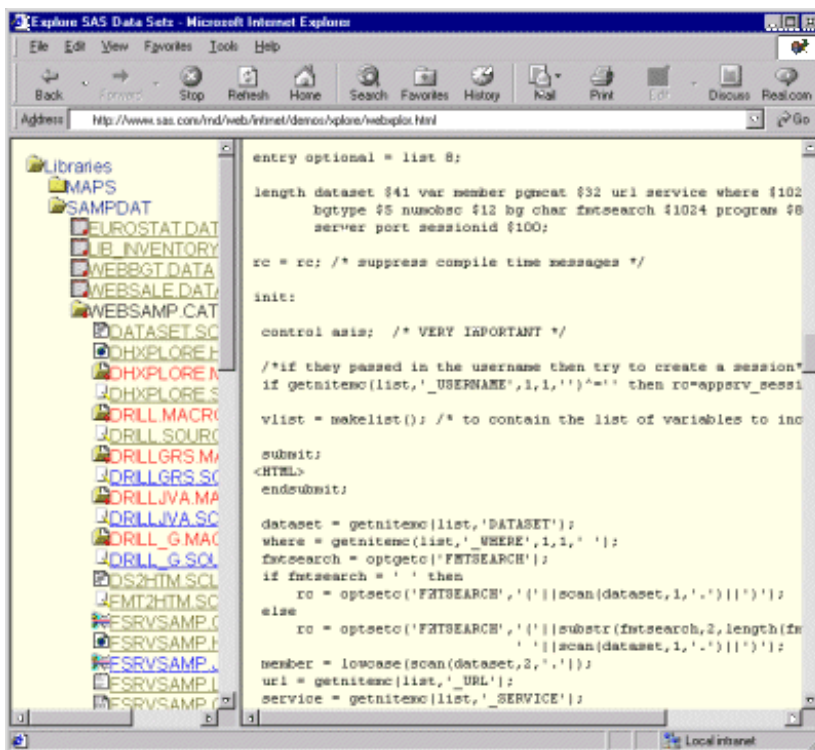 Explore SAS Data Sets - Microsoft Internet Explorer
File Edit View Favorites Tools Help
Back Forward Stop Refresh Home Search Favorites History Mail Print Edit Discuss Real.com
Address http://www.sas.com/rnd/web/intrnet/demos/xplore/webxplor.html Go
Libraries
MAPS
SAMPDAT
EUROSTAT.DAT
LIB_INVENTORY
WEBBGT.DATA
WEBSALE.DATA
WEBSAMP.CAT
DATASET.SC
DHXPLORE.H
DHXPLORE.M
DHXPLORE.S
DRILL.MACR
DRILL.SOURC
DRILLGRS.MA
DRILLGRS.SO
DRILLJVA.MA
DRILLJVA.SC
DRILL_G.MAC
DRILL_G.SOU
DS2HTM.SCL
FMT2HTM.SC
FSRVSAMP.C
FSRVSAMP.H
FSRVSAMP.J
FSRVSAMP.L
FSRVSAMP.C
entry optional = list 8;
length dataset $41 var member pgmcat $32 url service where $102
bgtype $5 numobsc $12 bg char fmtsearch $1024 program $8
server port sessionid $100;
rc = rc; /* suppress compile time messages */
init:
control asis; /* VERY IMPORTANT */
/*if they passed in the username then try to create a session*
if getnitemc(list,'_USERNAME',1,1,'')^='' then rc=appsrv_sessi
vlist = makelist(); /* to contain the list of variables to inc
submit;
<HTML>
endsubmit;
dataset = getnitemc(list,'DATASET');
where = getnitemc(list,'_WHERE',1,1,' ');
fmtsearch = optgetc('FMTSEARCH');
if fmtsearch = ' ' then
rc = optsetc('FMTSEARCH','('||scan(dataset,1,'.')||')');
else
rc = optsetc('FMTSEARCH','('||substr(fmtsearch,2,length(fm
' '||scan(dataset,1,'.')||')');
member = lowcase(scan(dataset,2,'.'));
url = getnitemc(list,'_URL');
service = getnitemc(list,'_SERVICE');
Local intranet